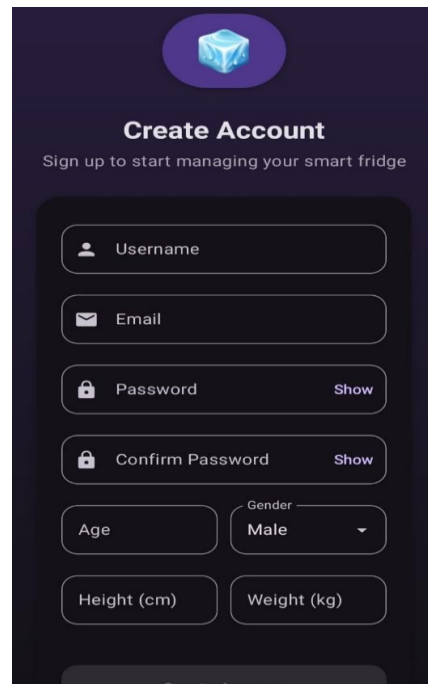 Create Account
Sign up to start managing your smart fridge
Username
Email
Password Show
Confirm Password Show
Gender
Age Male
Height (cm) Weight (kg)